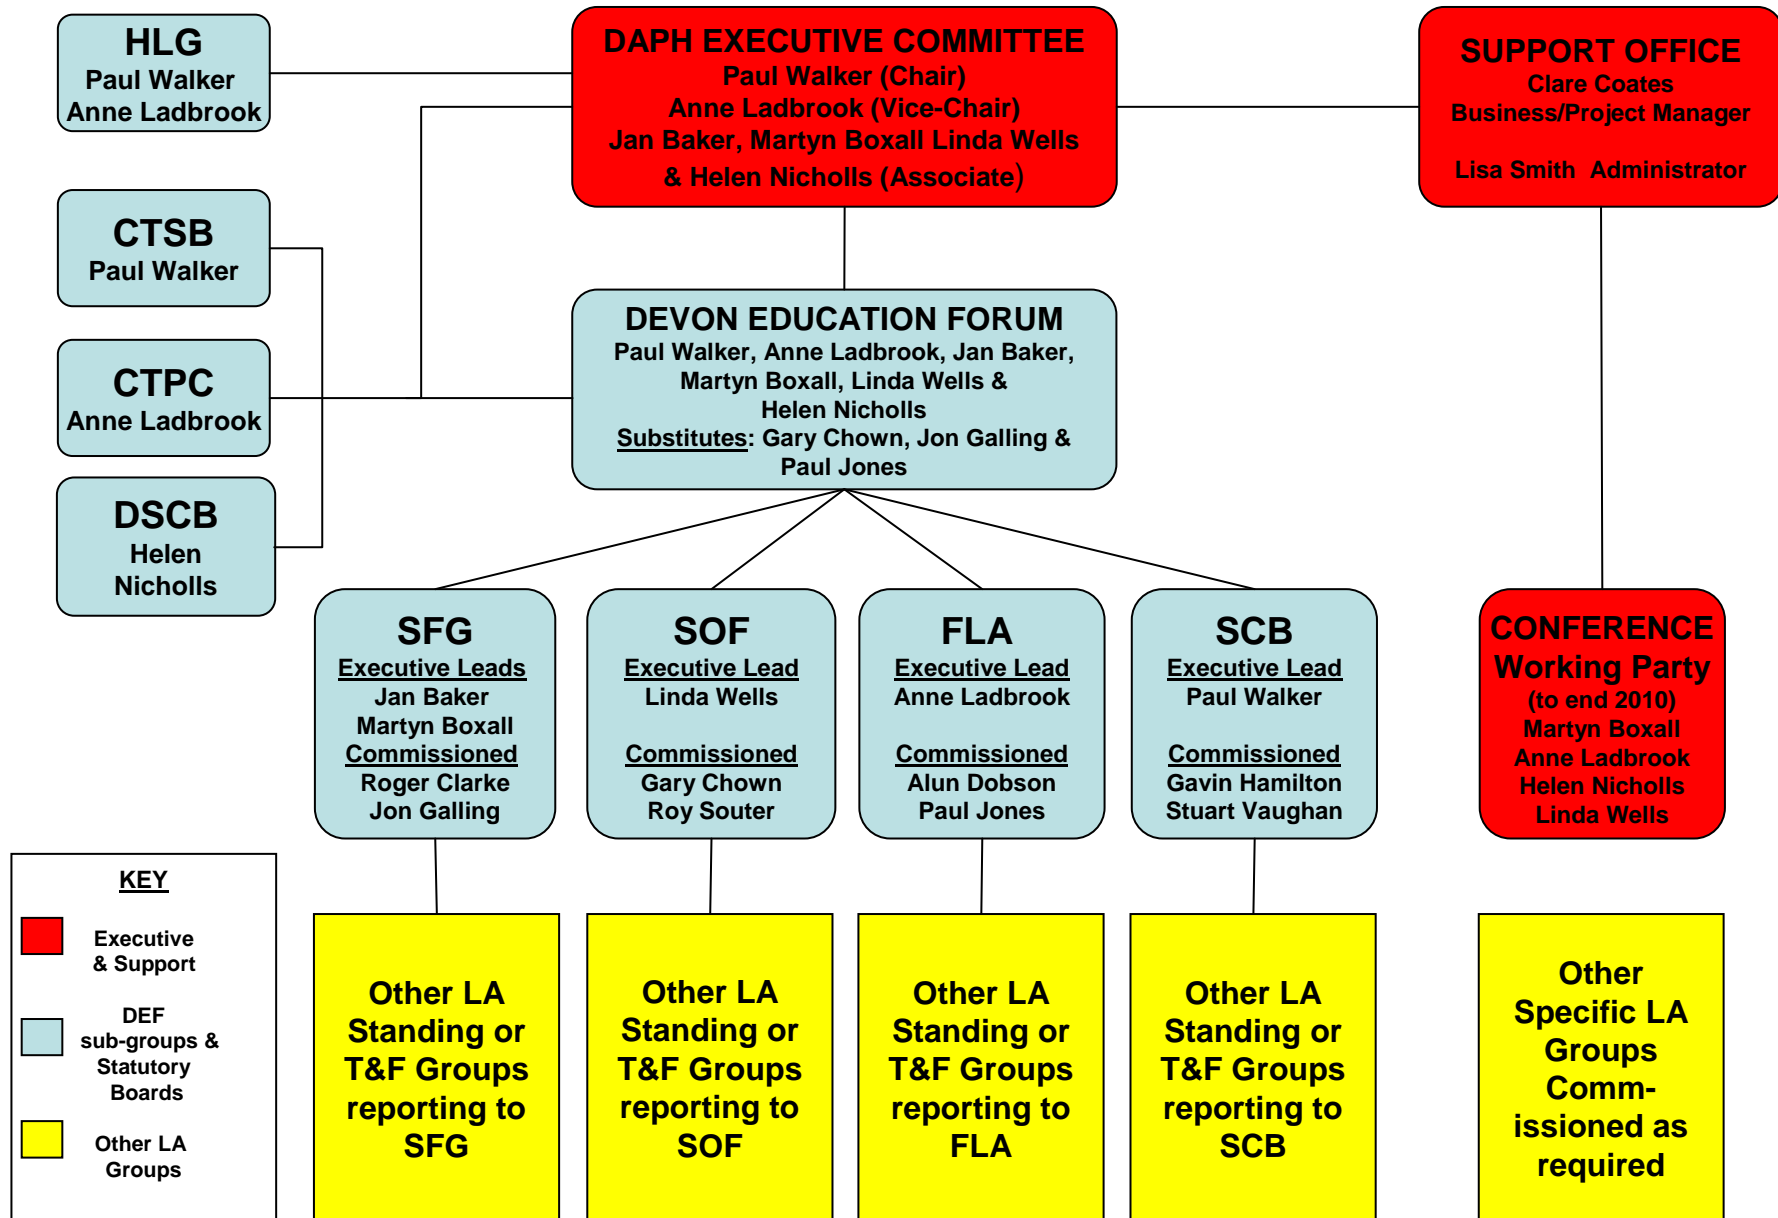 HLG
Paul Walker
Anne Ladbrook
DAPH EXECUTIVE COMMITTEE
Paul Walker (Chair)
Anne Ladbrook (Vice-Chair)
Jan Baker, Martyn Boxall Linda Wells
& Helen Nicholls (Associate)
SUPPORT OFFICE
Clare Coates
Business/Project Manager
Lisa Smith  Administrator
CTSB
Paul Walker
CTPC
Anne Ladbrook
DSCB
Helen
Nicholls
DEVON EDUCATION FORUM
Paul Walker, Anne Ladbrook, Jan Baker,
Martyn Boxall, Linda Wells &
Helen Nicholls
Substitutes: Gary Chown, Jon Galling &
Paul Jones
SFG
Executive Leads
Jan Baker
Martyn Boxall
Commissioned
Roger Clarke
Jon Galling
SOF
Executive Lead
Linda Wells
Commissioned
Gary Chown
Roy Souter
FLA
Executive Lead
Anne Ladbrook
Commissioned
Alun Dobson
Paul Jones
SCB
Executive Lead
Paul Walker
Commissioned
Gavin Hamilton
Stuart Vaughan
CONFERENCE
Working Party
(to end 2010)
Martyn Boxall
Anne Ladbrook
Helen Nicholls
Linda Wells
KEY
Executive
& Support
DEF
sub-groups &
Statutory
Boards
Other LA
Groups
Other LA
Standing or
T&F Groups
reporting to
SFG
Other LA
Standing or
T&F Groups
reporting to
SOF
Other LA
Standing or
T&F Groups
reporting to
FLA
Other LA
Standing or
T&F Groups
reporting to
SCB
Other
Specific LA
Groups
Comm-
issioned as
required